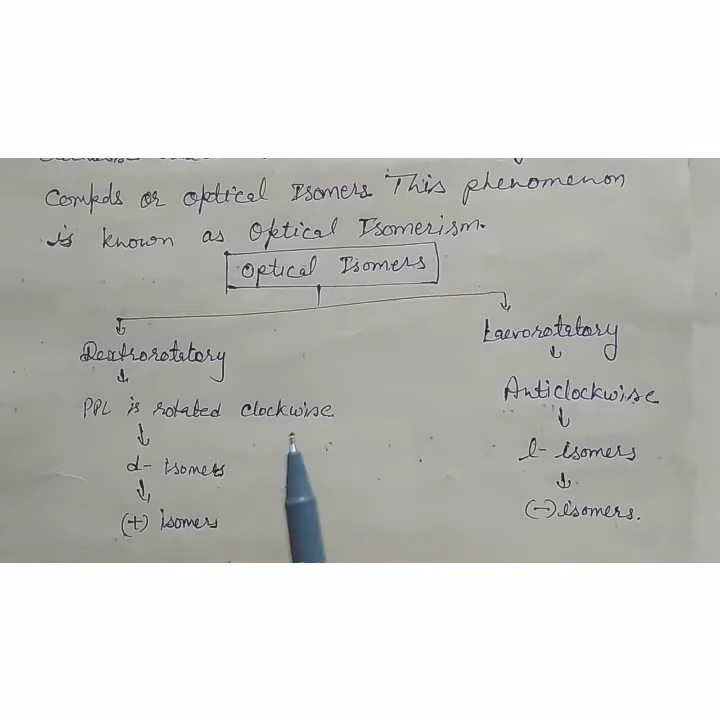 Compds or optical Isomers This phenomenon
is known as Optical Isomerism.
Optical Isomers
Dextrorotatory
Laevorotatory
PPL is rotated clockwise
Anticlockwise
d- isomers
l- isomers
(+) isomers
(-) isomers.